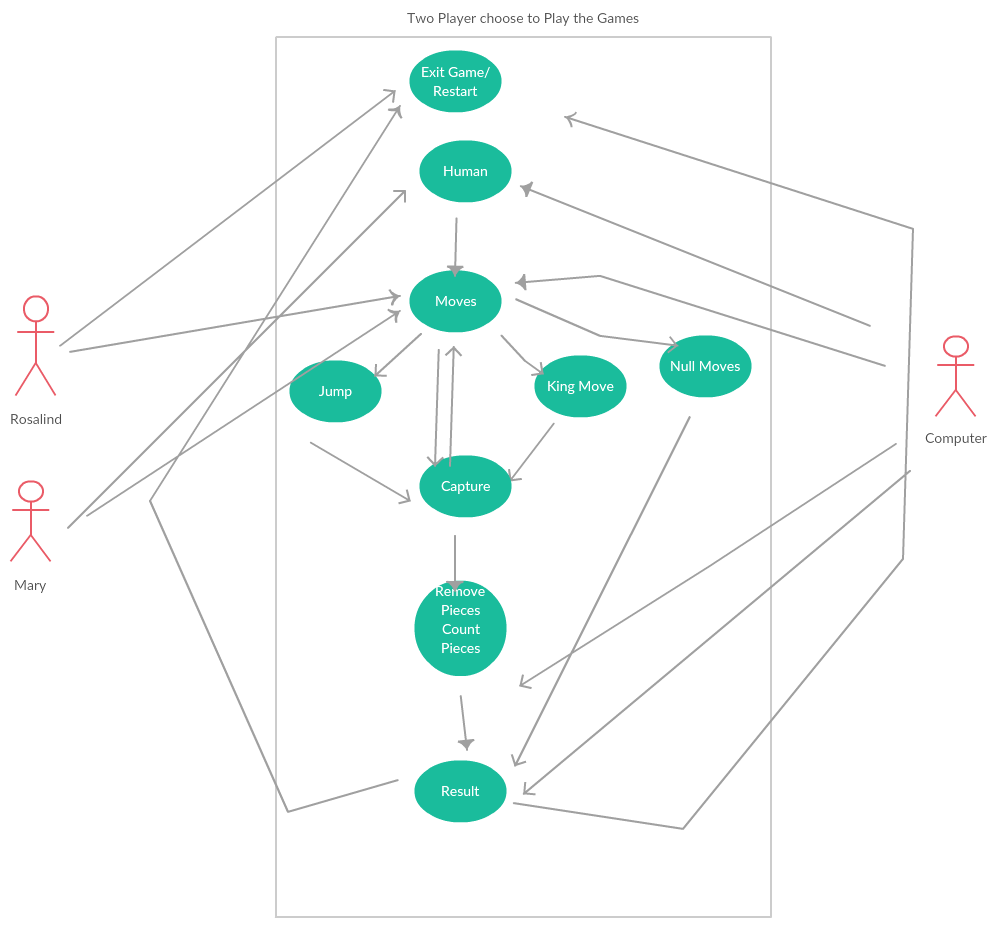 Two Player choose to Play the Games
Exit Game/
Restart
Human
Moves
Null Moves
King Move
Jump
Rosalind
Computer
Capture
Mary
Remove
Pieces
Count
Pieces
Result